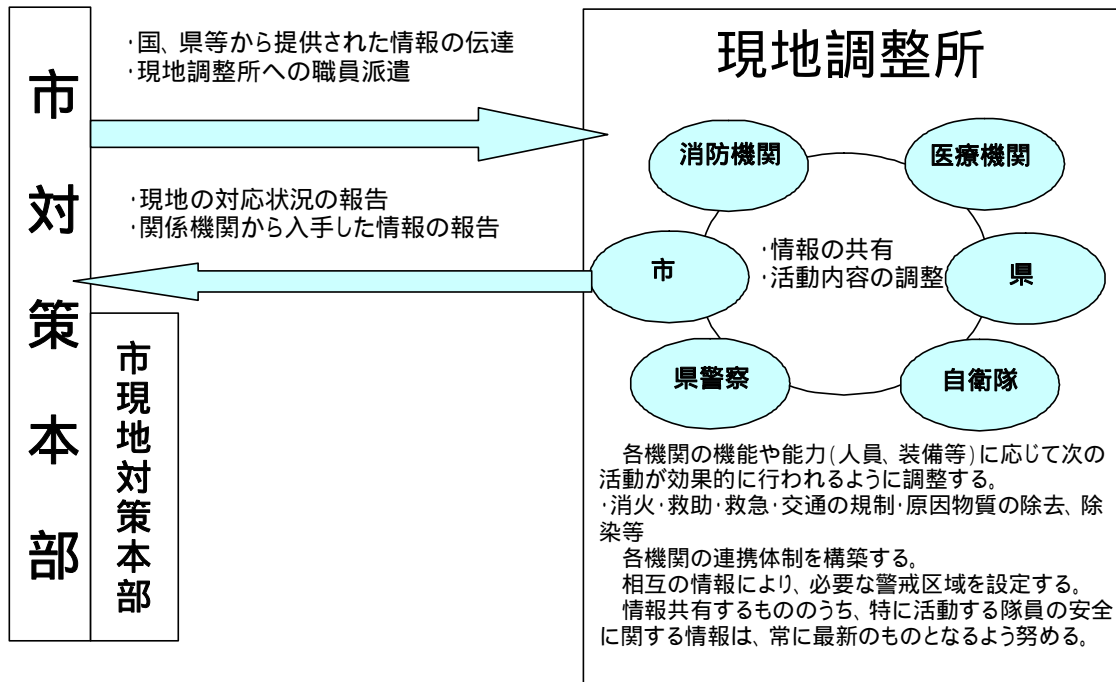 市対策本部
市現地対策本部
・国、県等から提供された情報の伝達
・現地調整所への職員派遣
・現地の対応状況の報告
・関係機関から入手した情報の報告
現地調整所
消防機関
医療機関
市
・情報の共有
・活動内容の調整
県
県警察
自衛隊
各機関の機能や能力(人員、装備等)に応じて次の
活動が効果的に行われるように調整する。
・消火・救助・救急・交通の規制・原因物質の除去、除
染等
各機関の連携体制を構築する。
相互の情報により、必要な警戒区域を設定する。
情報共有するもののうち、特に活動する隊員の安全
に関する情報は、常に最新のものとなるよう努める。